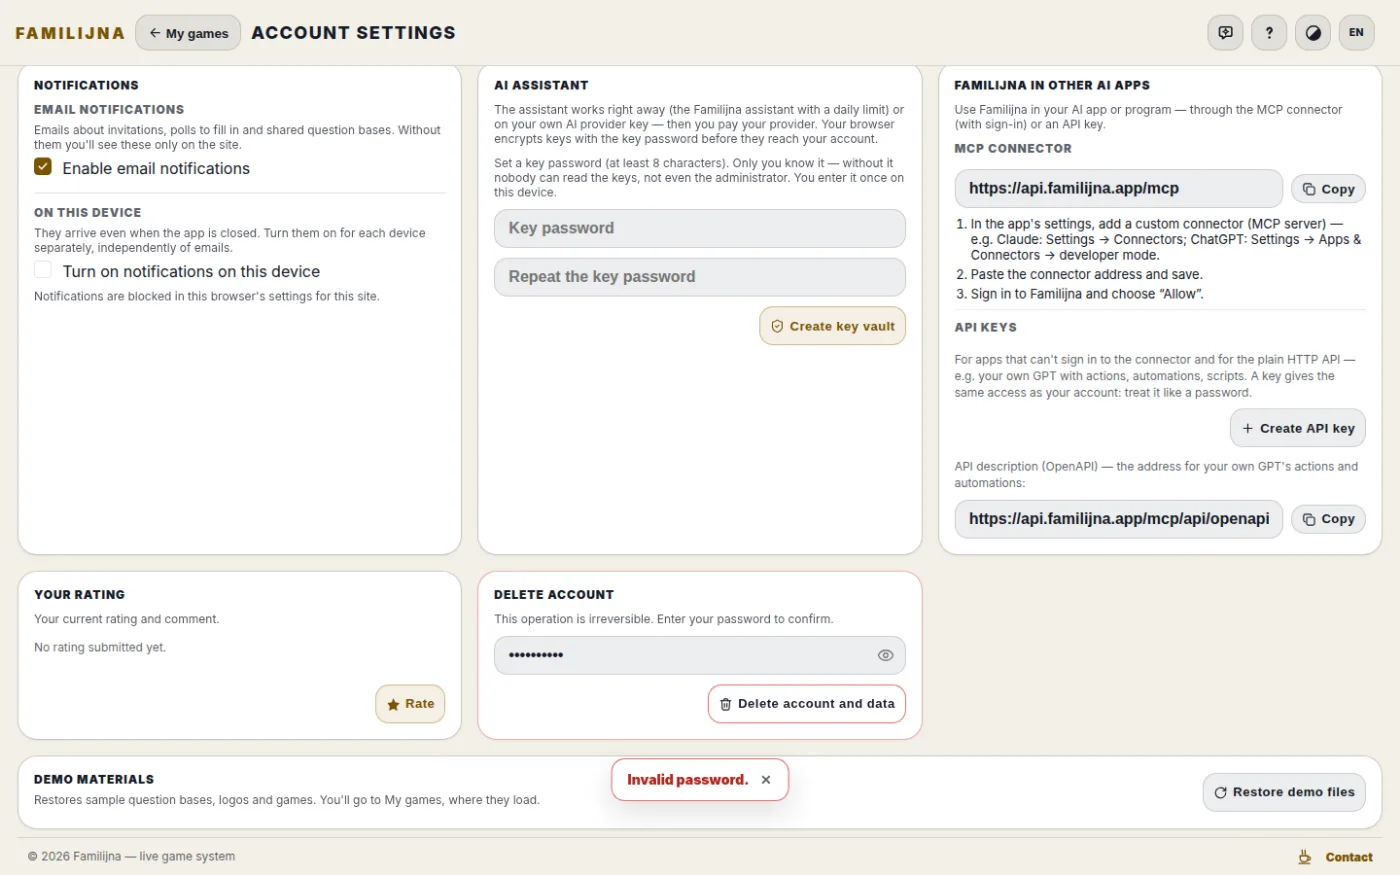 FAMILIJNA
My games
ACCOUNT SETTINGS
?
EN
NOTIFICATIONS
EMAIL NOTIFICATIONS
Emails about invitations, polls to fill in and shared question bases. Without
them you'll see these only on the site.
Enable email notifications
ON THIS DEVICE
They arrive even when the app is closed. Turn them on for each device
separately, independently of emails.
Turn on notifications on this device
Notifications are blocked in this browser's settings for this site.
AI ASSISTANT
The assistant works right away (the Familijna assistant with a daily limit) or
on your own AI provider key — then you pay your provider. Your browser
encrypts keys with the key password before they reach your account.
Set a key password (at least 8 characters). Only you know it — without it
nobody can read the keys, not even the administrator. You enter it once on
this device.
Key password
Repeat the key password
Create key vault
FAMILIJNA IN OTHER AI APPS
Use Familijna in your AI app or program — through the MCP connector
(with sign-in) or an API key.
MCP CONNECTOR
https://api.familijna.app/mcp
Copy
1. In the app's settings, add a custom connector (MCP server) —
e.g. Claude: Settings → Connectors; ChatGPT: Settings → Apps &
Connectors → developer mode.
2. Paste the connector address and save.
3. Sign in to Familijna and choose “Allow”.
API KEYS
For apps that can't sign in to the connector and for the plain HTTP API —
e.g. your own GPT with actions, automations, scripts. A key gives the
same access as your account: treat it like a password.
Create API key
API description (OpenAPI) — the address for your own GPT's actions and
automations:
https://api.familijna.app/mcp/api/openapi
Copy
YOUR RATING
Your current rating and comment.
No rating submitted yet.
Rate
DELETE ACCOUNT
This operation is irreversible. Enter your password to confirm.
••••••••••
Delete account and data
DEMO MATERIALS
Restores sample question bases, logos and games. You'll go to My games, where they load.
Invalid password.
Restore demo files
© 2026 Familijna — live game system
Contact